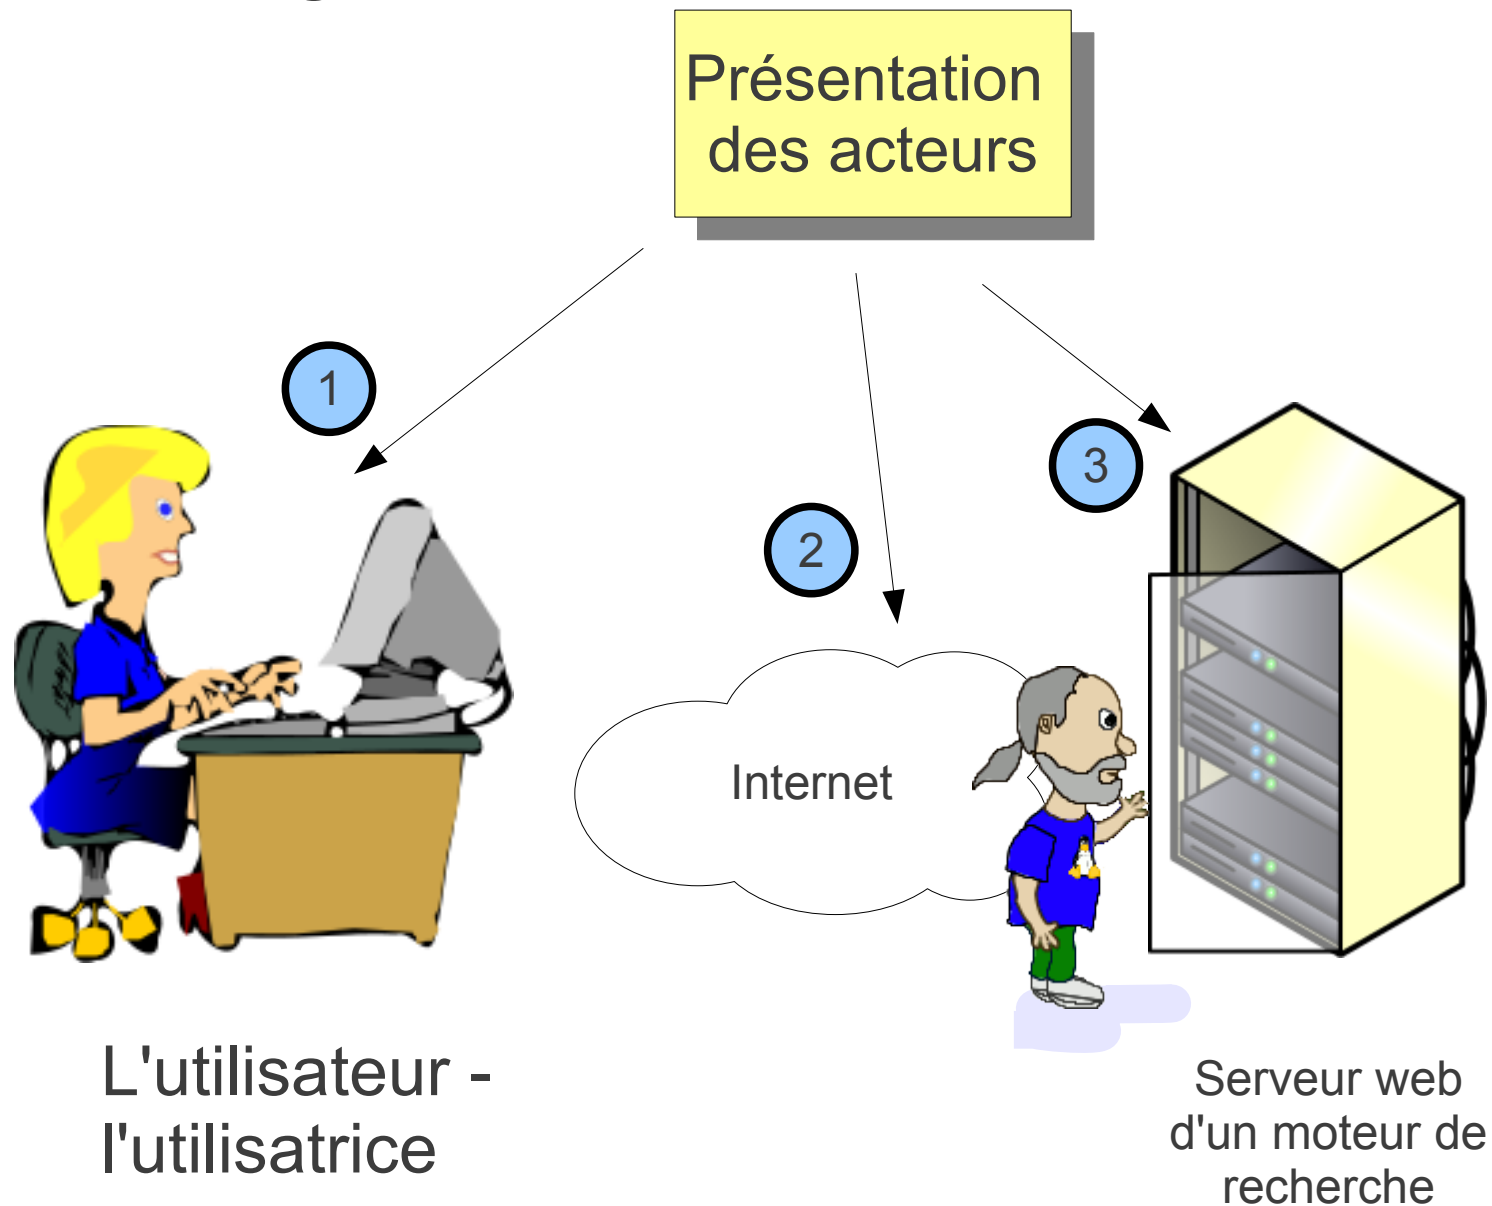 Présentation
des acteurs
1
3
2
Internet
L'utilisateur -
l'utilisatrice
Serveur web
d'un moteur de
recherche